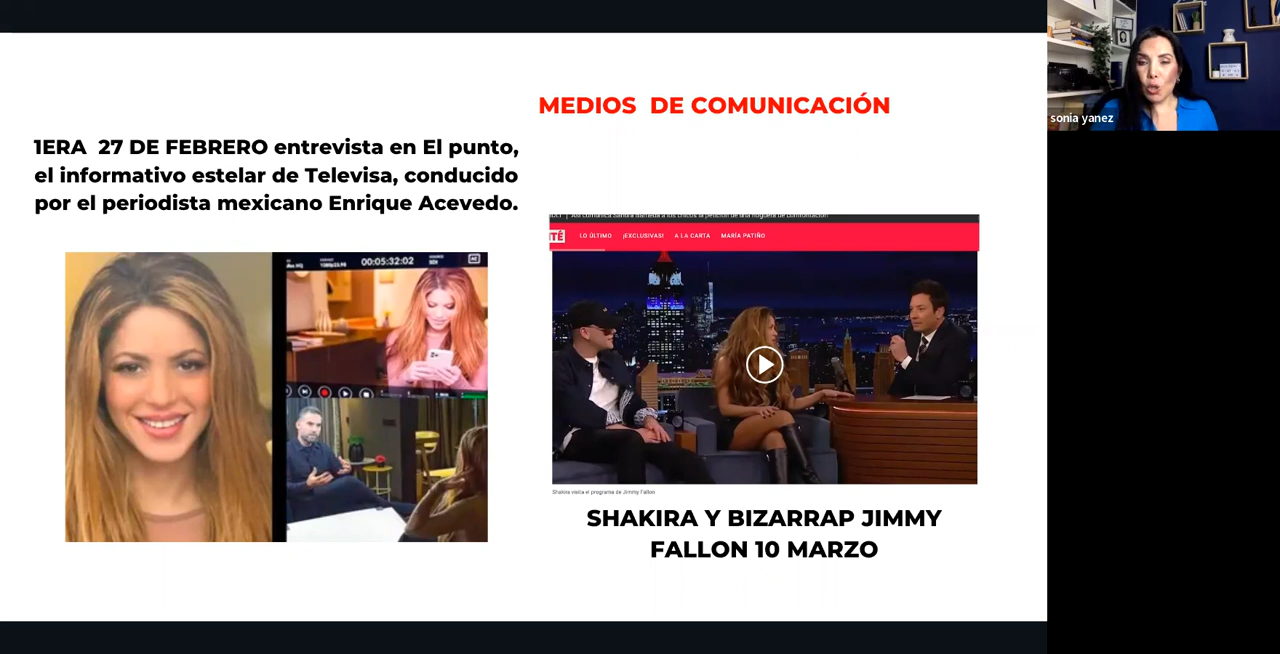 MEDIOS  DE COMUNICACIÓN
1ERA  27 DE FEBRERO entrevista en El punto,
el informativo estelar de Televisa, conducido
por el periodista mexicano Enrique Acevedo.
00:05:32:02
LO ÚLTIMO ¡EXCLUSIVAS! A LA CARTA MARÍA PATIÑO
Shakira visita el programa de Jimmy Fallon
SHAKIRA Y BIZARRAP JIMMY
FALLON 10 MARZO
sonia yanez